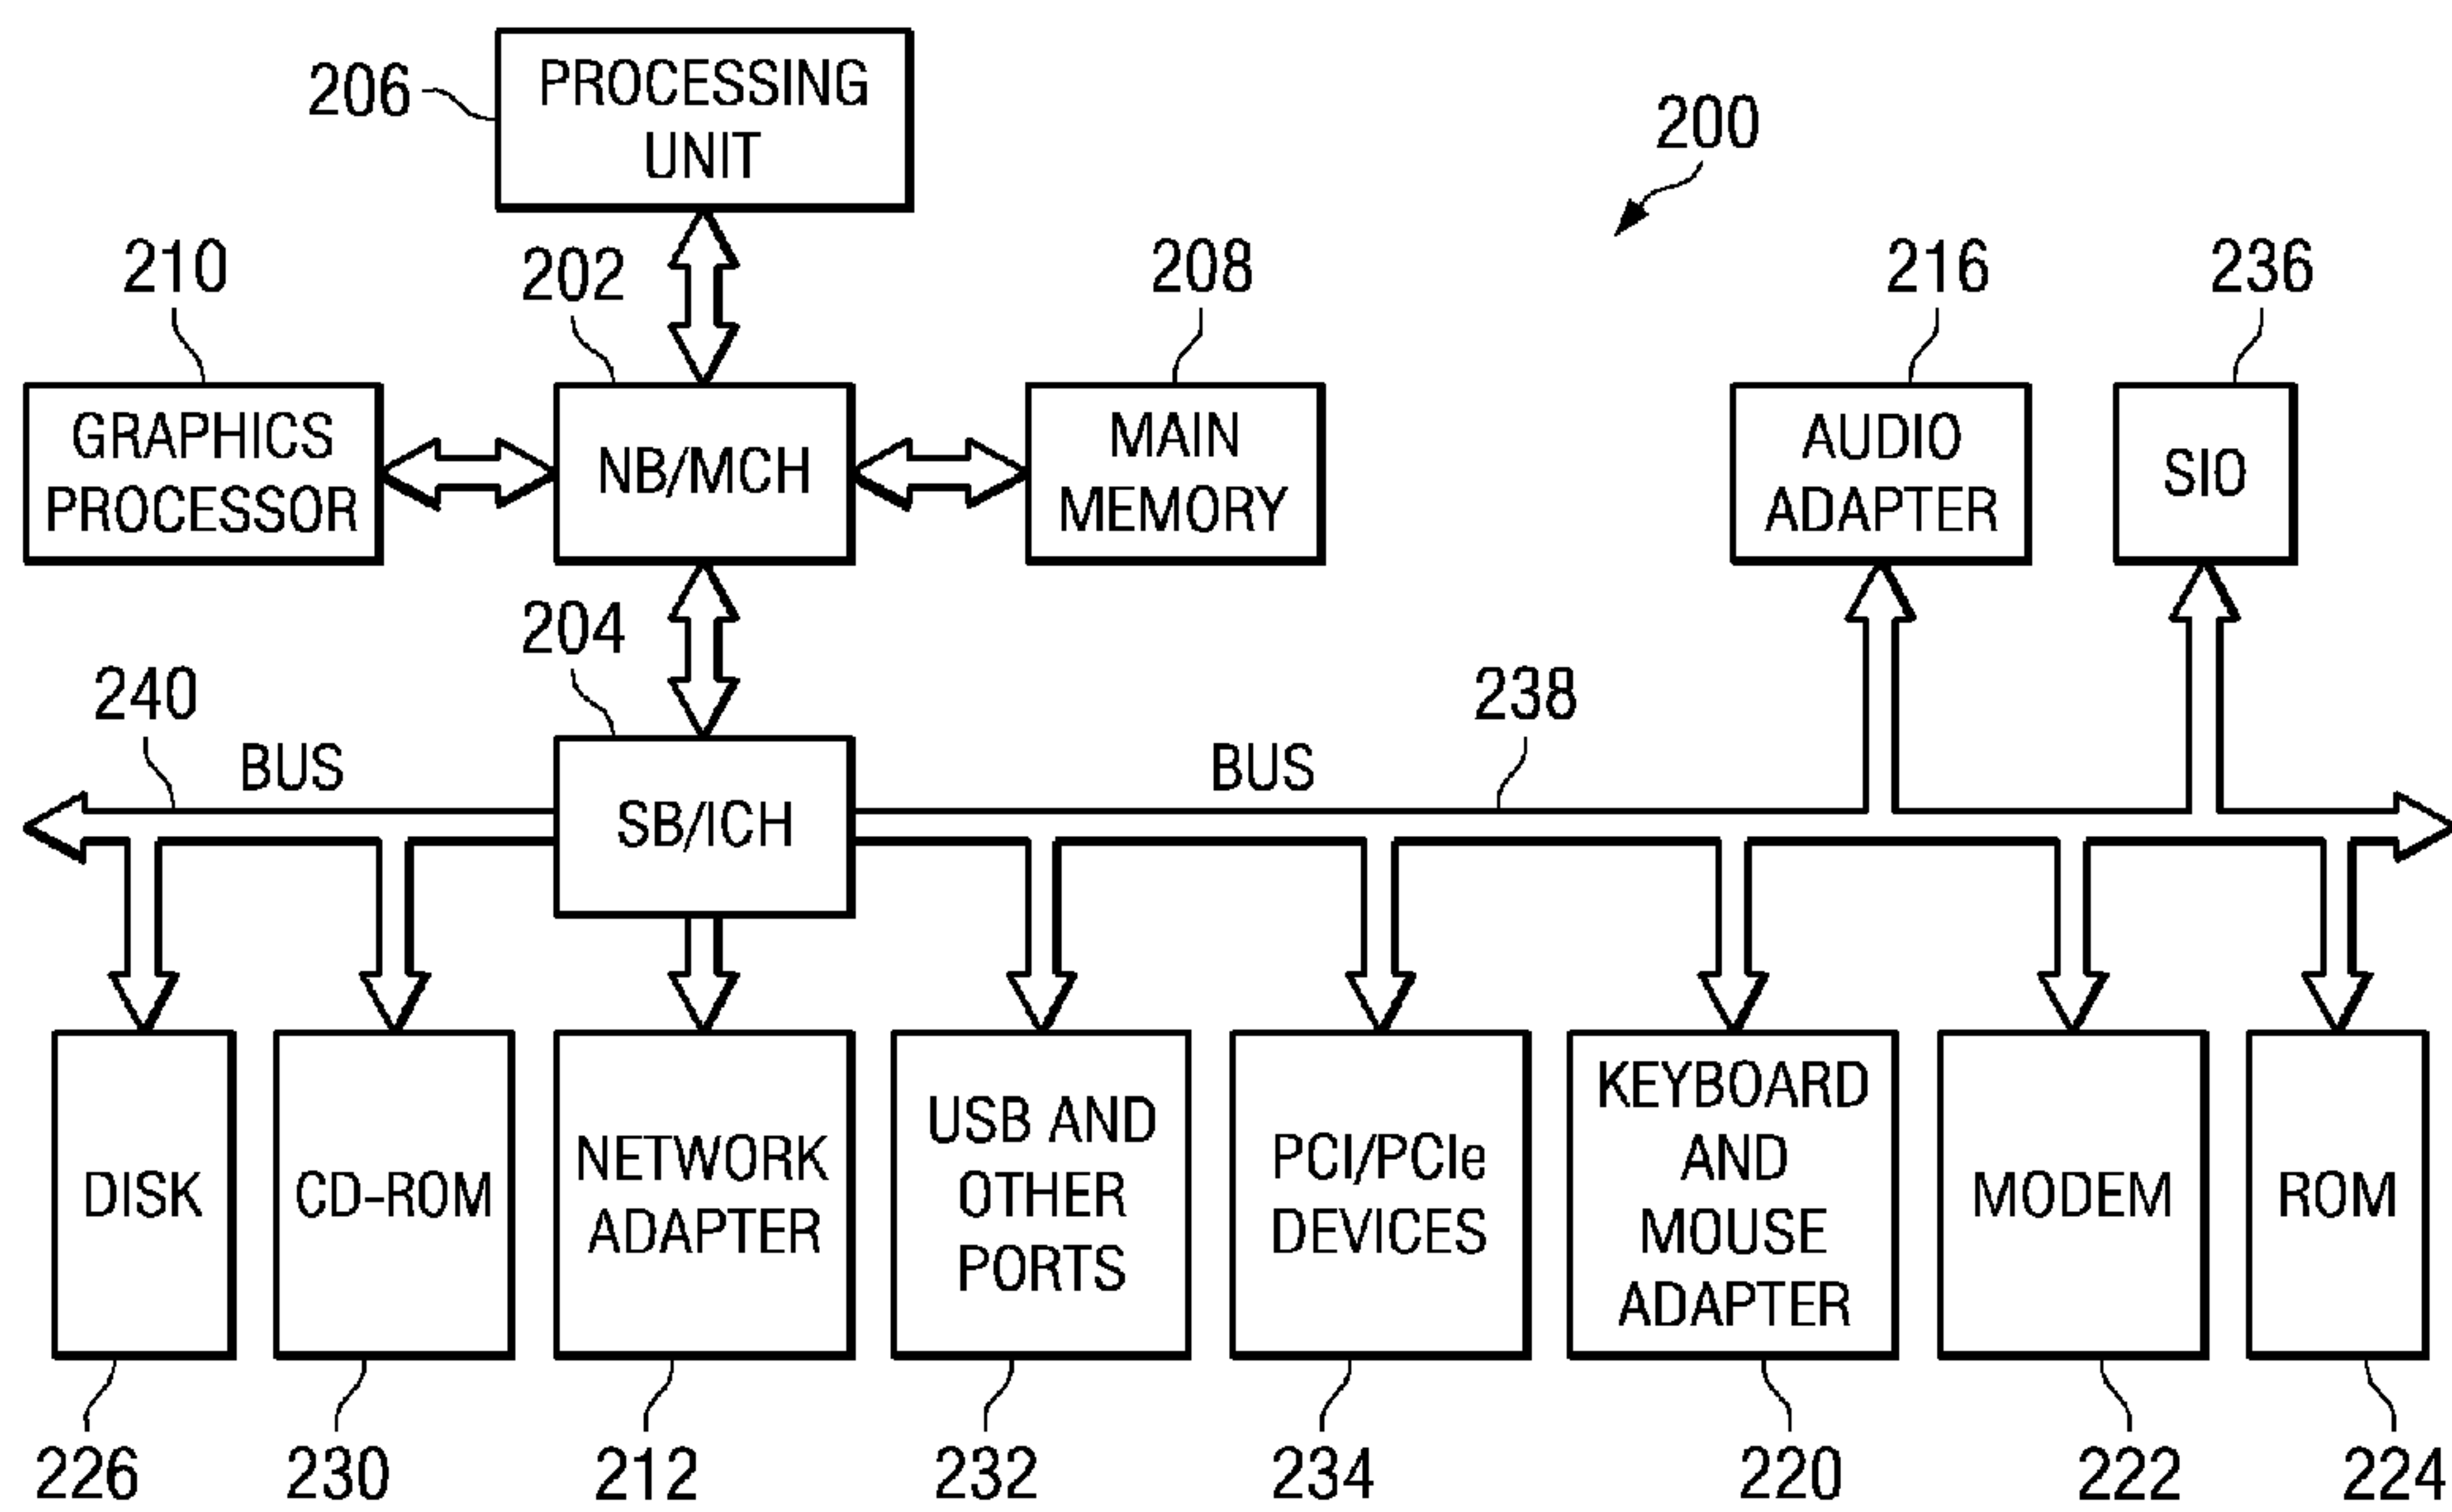 PROCESSING
UNIT
206
200
210
202
208
216
236
GRAPHICS
PROCESSOR
NB/MCH
MAIN
MEMORY
AUDIO
ADAPTER
SIO
204
240
BUS
238
BUS
SB/ICH
DISK
CD-ROM
NETWORK
ADAPTER
USB AND
OTHER
PORTS
PCI/PCIe
DEVICES
KEYBOARD
AND
MOUSE
ADAPTER
MODEM
ROM
226
230
212
232
234
220
222
224